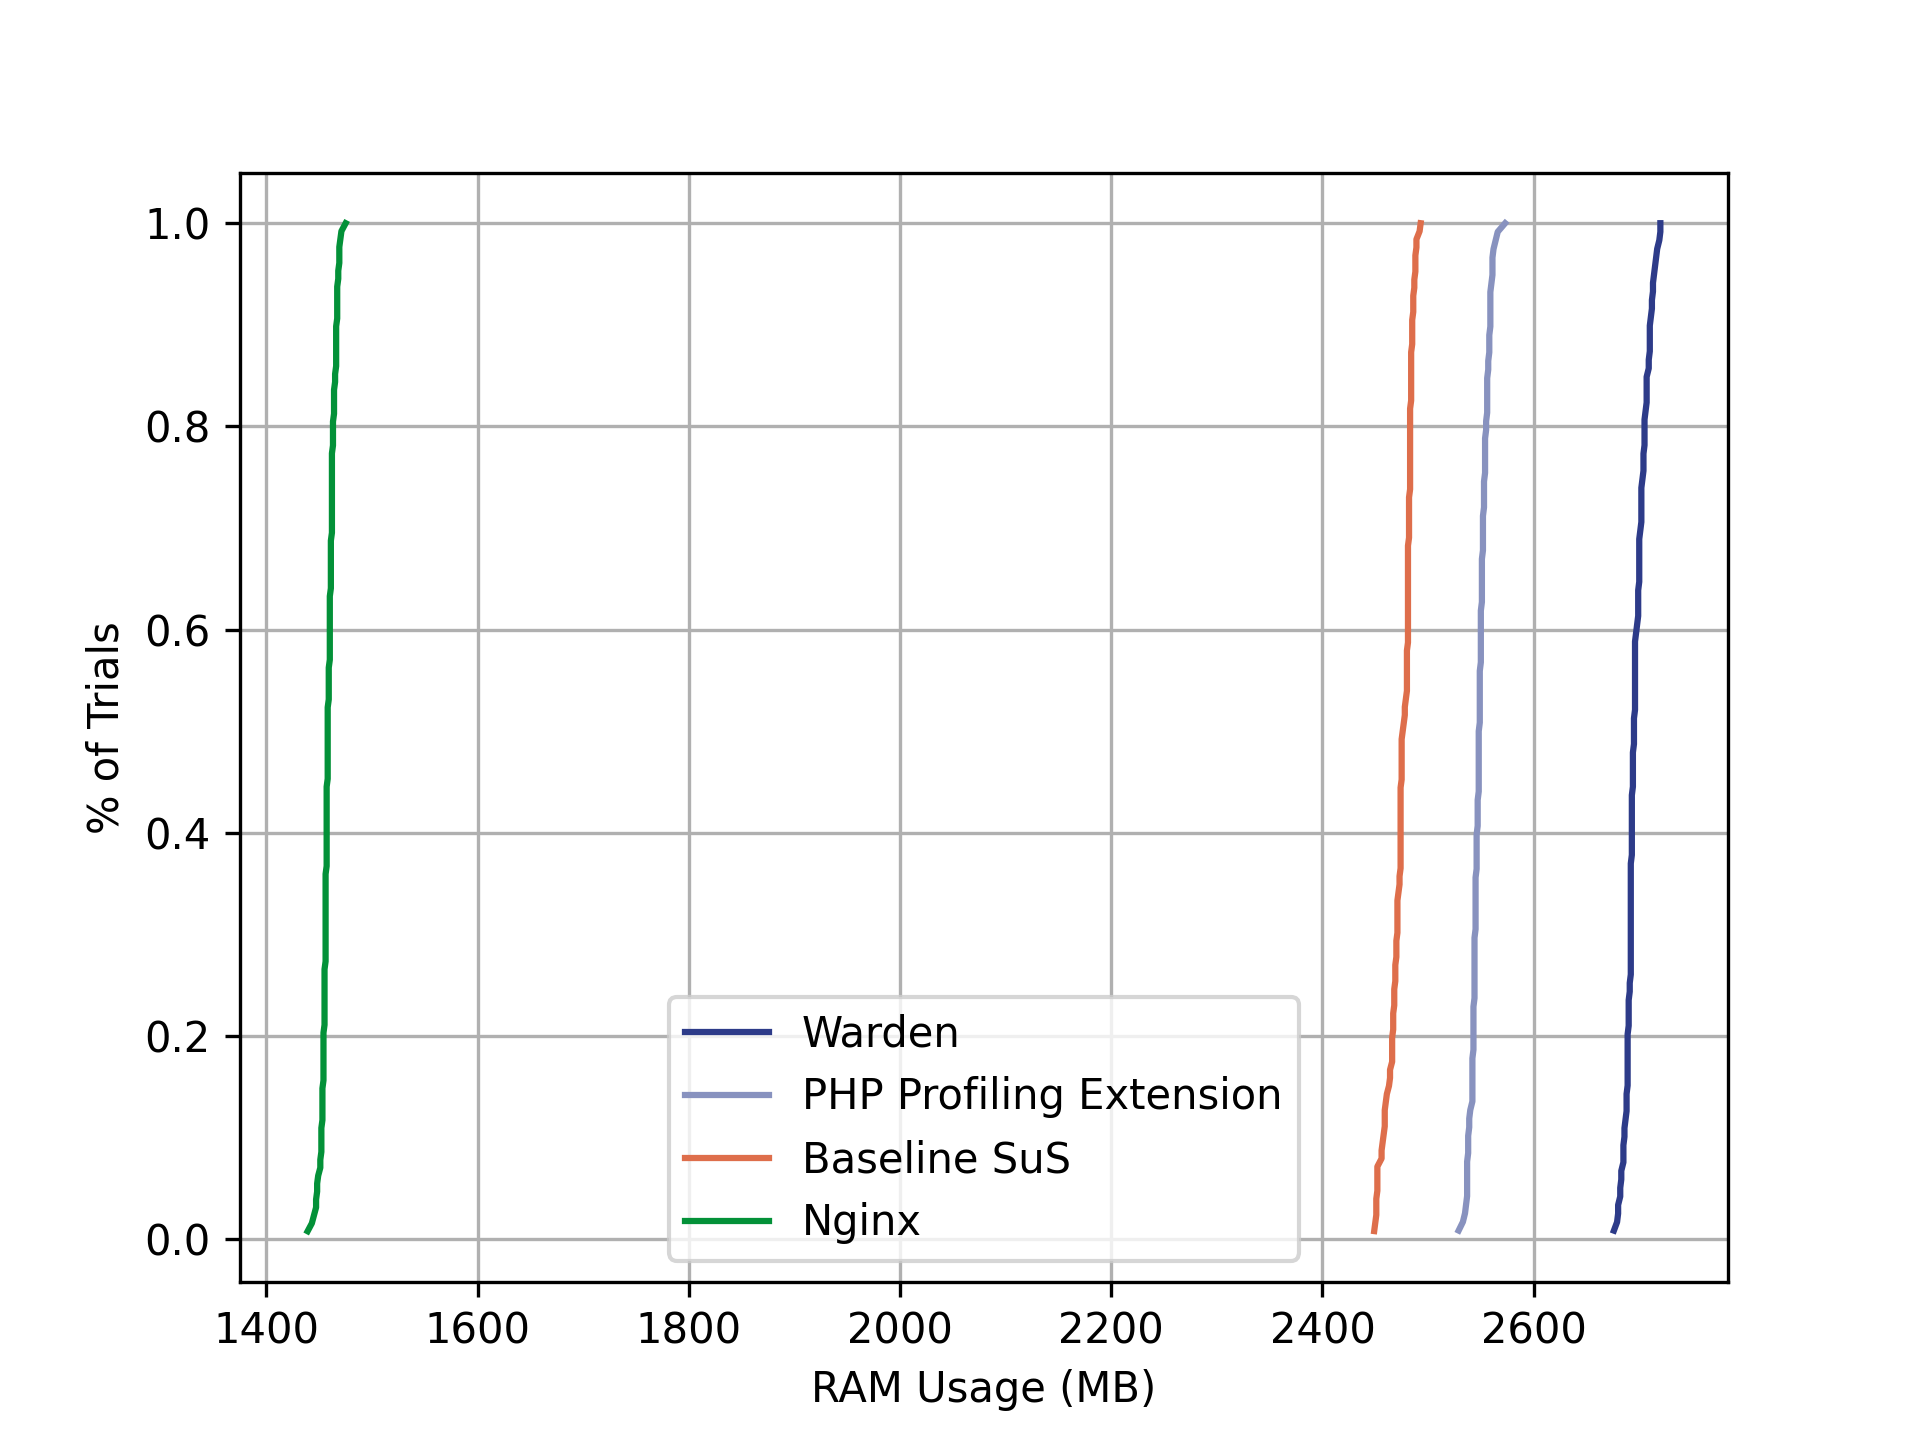 1.0
0.8
0.6
0.4
0.2
0.0
% of Trials
Warden
PHP Profiling Extension
Baseline SuS
Nginx
1400 1600 1800 2000 2200 2400 2600
RAM Usage (MB)